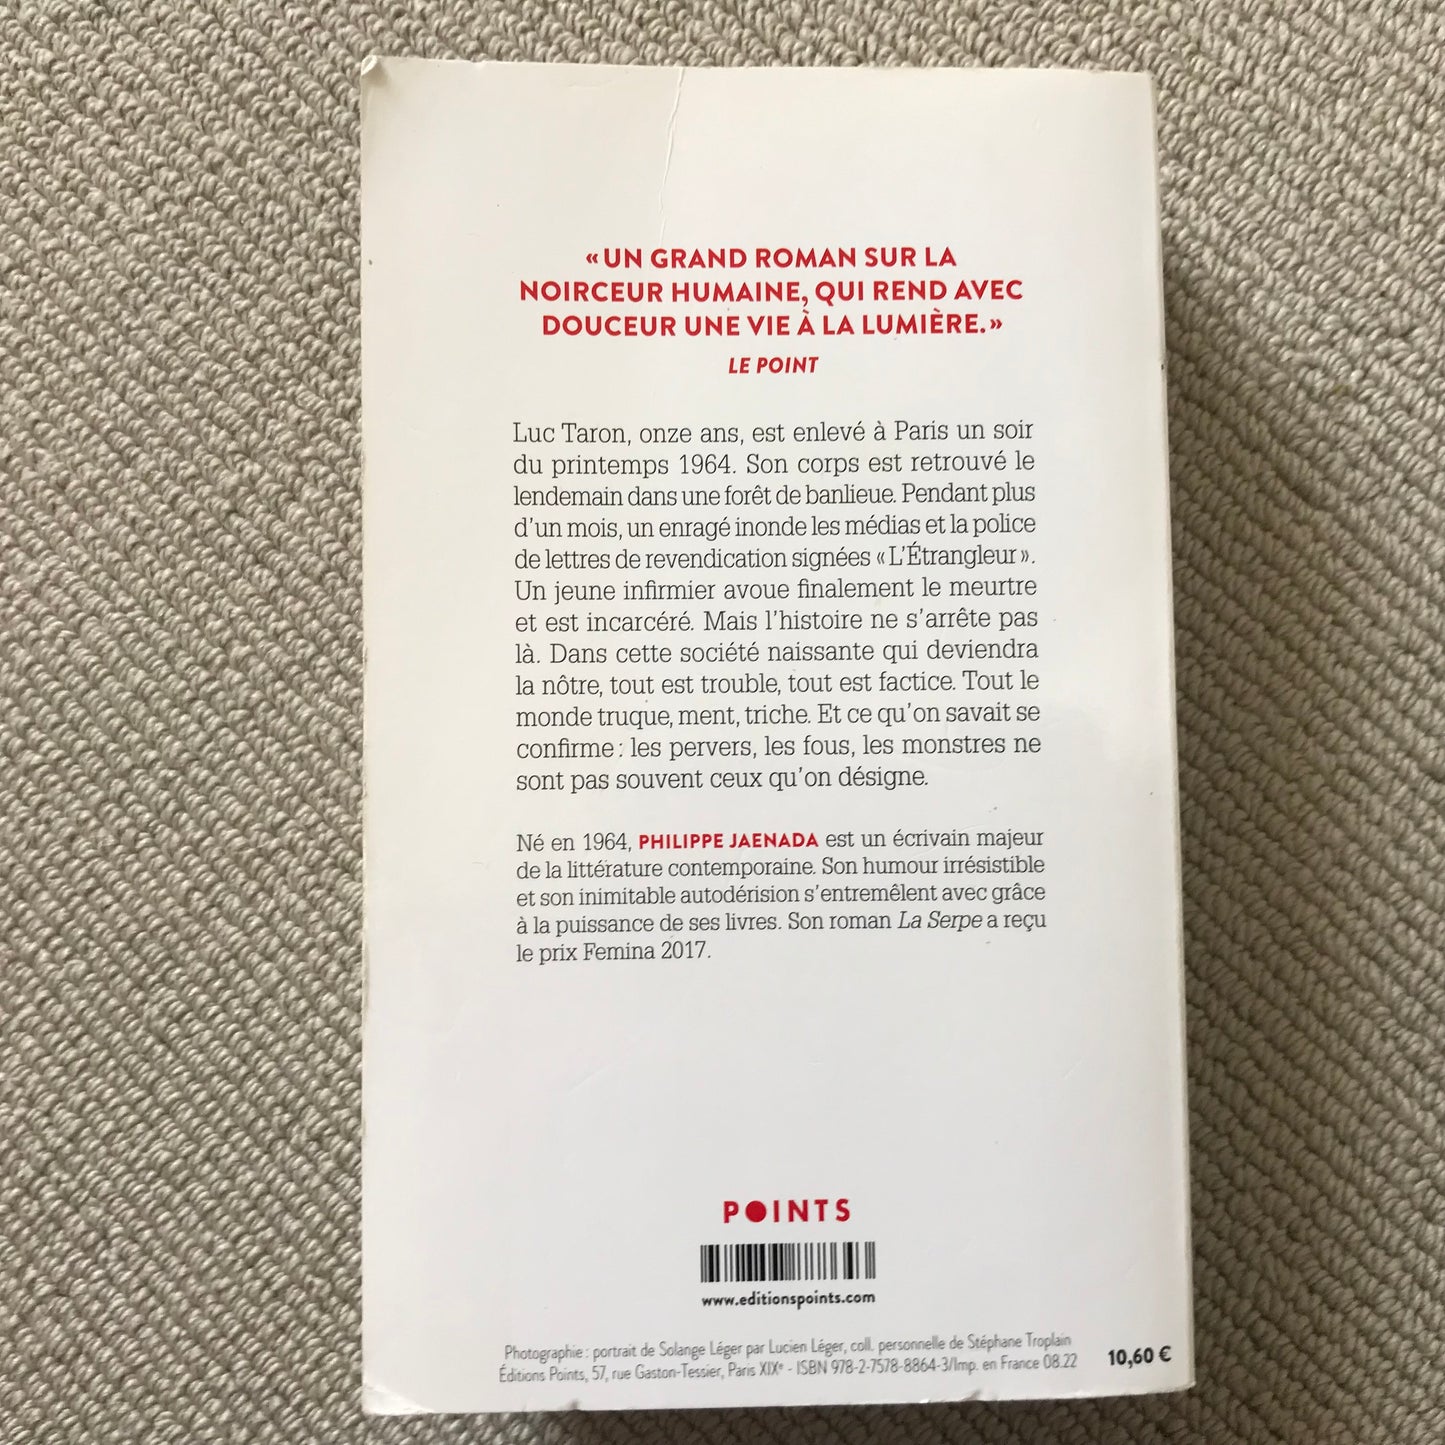 « UN GRAND ROMAN SUR LA
NOIRCEUR HUMAINE, QUI REND AVEC
DOUCEUR UNE VIE À LA LUMIÈRE. »
LE POINT
Luc Taron, onze ans, est enlevé à Paris un soir
du printemps 1964. Son corps est retrouvé le
lendemain dans une forêt de banlieue. Pendant plus
d’un mois, un enragé inonde les médias et la police
de lettres de revendication signées « L’Étrangleur ».
Un jeune infirmier avoue finalement le meurtre
et est incarcéré. Mais l’histoire ne s’arrête pas
là. Dans cette société naissante qui deviendra
la nôtre, tout est trouble, tout est factice. Tout le
monde truque, ment, triche. Et ce qu’on savait se
confirme : les pervers, les fous, les monstres ne
sont pas souvent ceux qu’on désigne.
Né en 1964, PHILIPPE JAENADA est un écrivain majeur
de la littérature contemporaine. Son humour irrésistible
et son inimitable autodérision s’entremêlent avec grâce
à la puissance de ses livres. Son roman La Serpe a reçu
le prix Femina 2017.
POINTS
www.editionspoints.com
Photographie : portrait de Solange Léger par Lucien Léger, coll. personnelle de Stéphane Troplain
Éditions Points, 57, rue Gaston-Tessier, Paris XIXe - ISBN 978-2-7578-8864-3/Imp. en France 08.22
10,60 €